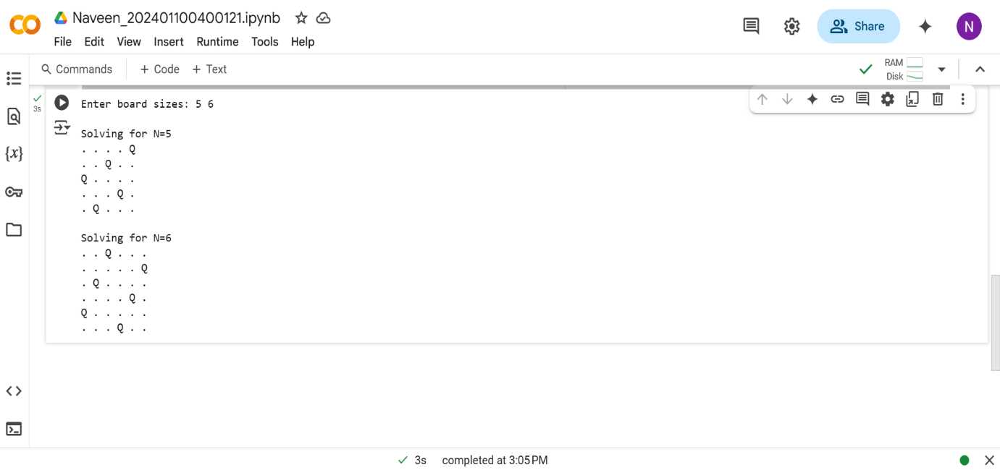 Naveen_202401100400121.ipynb
File Edit View Insert Runtime Tools Help
Share
N
Commands + Code + Text
RAM
Disk
3s
Enter board sizes: 5 6
Solving for N=5
. . . . Q
. . Q . .
Q . . . .
. . . Q .
. Q . . .
Solving for N=6
. . Q . . .
. . . . . Q
. Q . . . .
. . . . Q .
Q . . . . .
. . . Q . .
{x}
3s completed at 3:05 PM